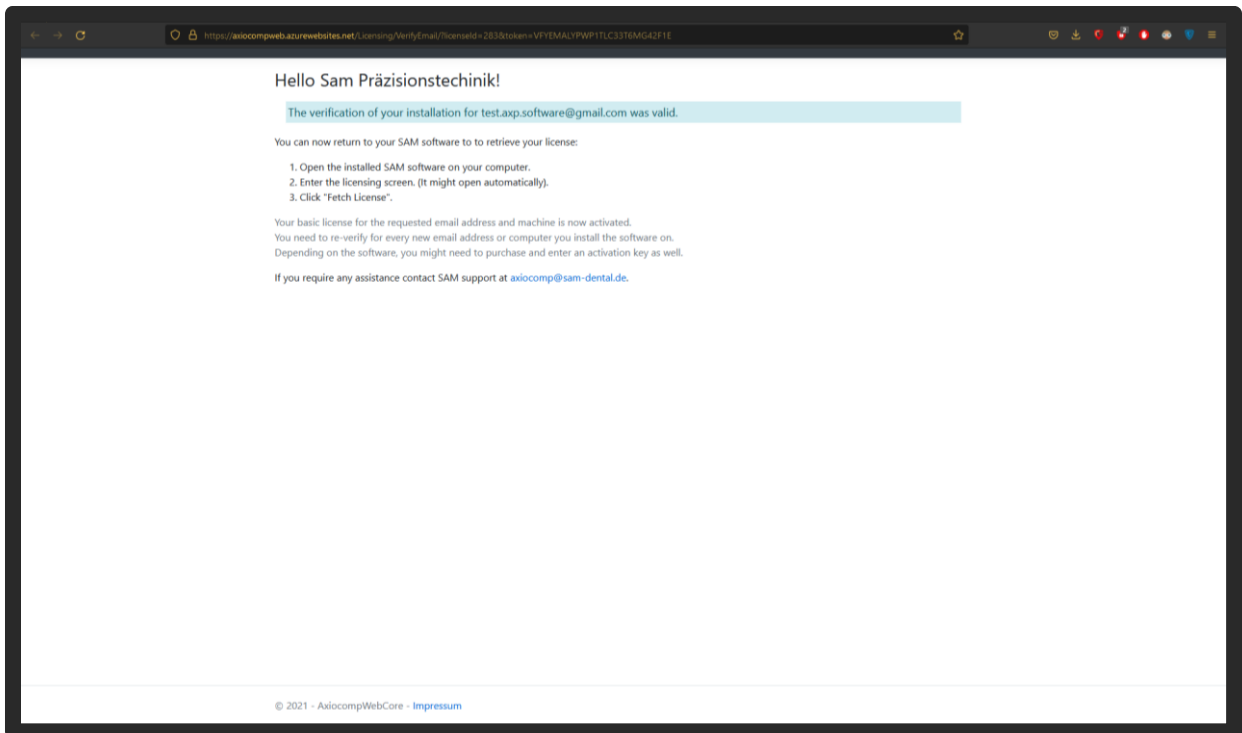 https://axiocompweb.azurewebsites.net/Licensing/VerifyEmail/?licenseId=283&token=VFYEMALYPWP1TLC33T6MG42F1E
Hello Sam Präzisionstechinik!
The verification of your installation for test.axp.software@gmail.com was valid.
You can now return to your SAM software to to retrieve your license:
1. Open the installed SAM software on your computer.
2. Enter the licensing screen. (It might open automatically).
3. Click "Fetch License".
Your basic license for the requested email address and machine is now activated.
You need to re-verify for every new email address or computer you install the software on.
Depending on the software, you might need to purchase and enter an activation key as well.
If you require any assistance contact SAM support at axiocomp@sam-dental.de.
© 2021 - AxiocompWebCore - Impressum